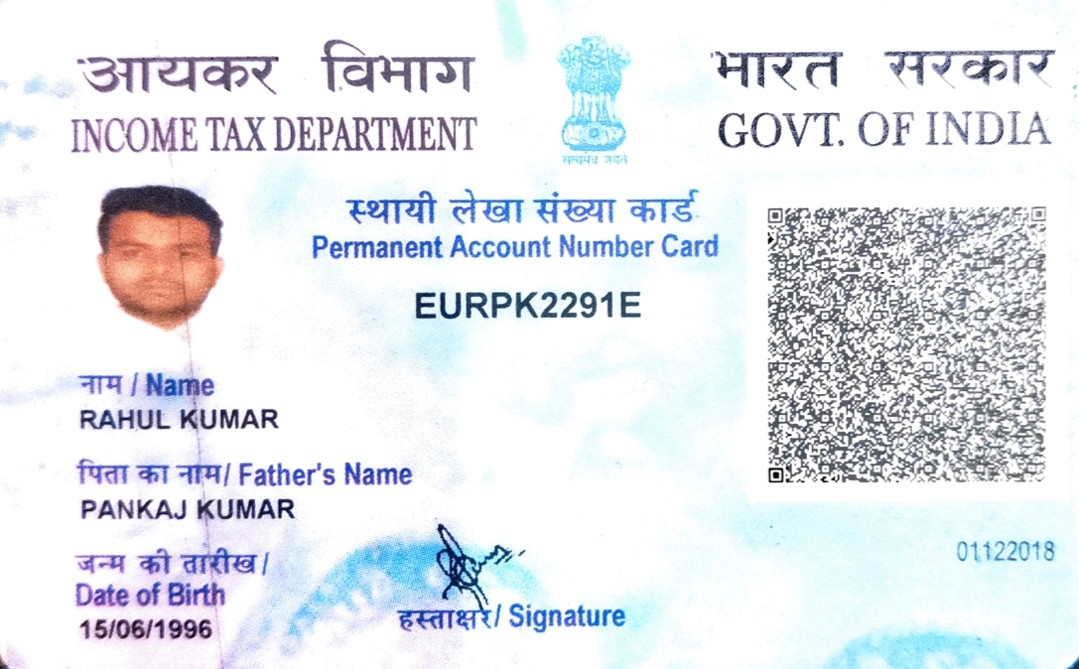 आयकर विभाग
INCOME TAX DEPARTMENT
सत्यमेव जयते
भारत सरकार
GOVT. OF INDIA
स्थायी लेखा संख्या कार्ड
Permanent Account Number Card
EURPK2291E
नाम / Name
RAHUL KUMAR
पिता का नाम/ Father's Name
PANKAJ KUMAR
जन्म की तारीख/
Date of Birth
15/06/1996
हस्ताक्षर/ Signature
01122018